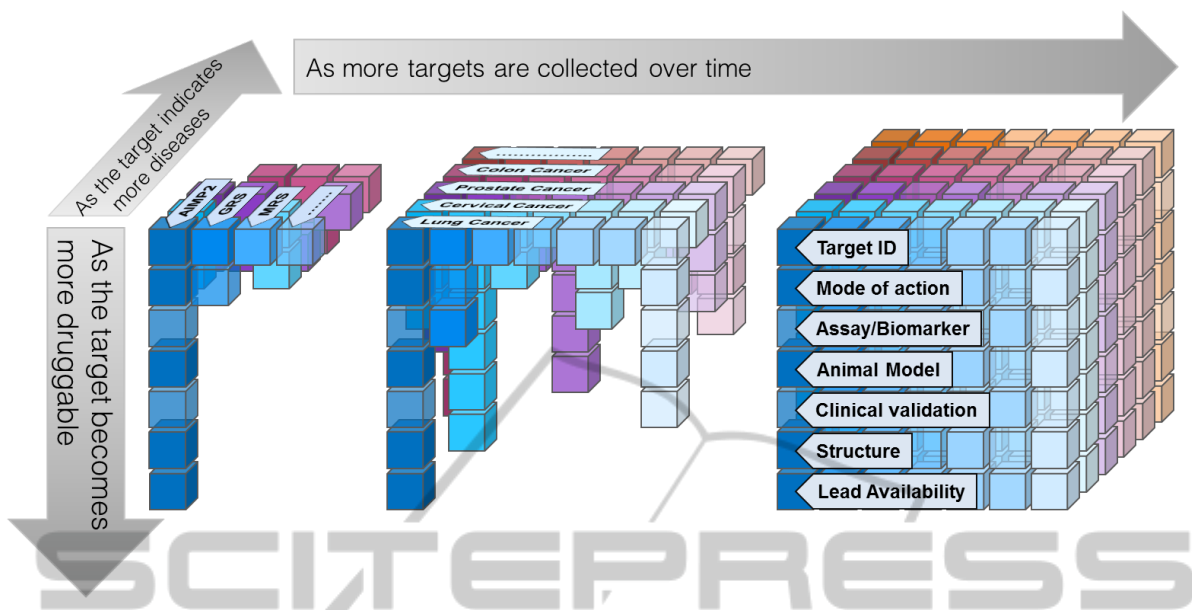 As more targets are collected over time
As the target indicates
more diseases
As the target becomes
more druggable
AIMP2
GRS
MRS
........
..................
Colon Cancer
Prostate Cancer
Cervical Cancer
Lung Cancer
Target ID
Mode of action
Assay/Biomarker
Animal Model
Clinical validation
Structure
Lead Availability
SCITEPRESS